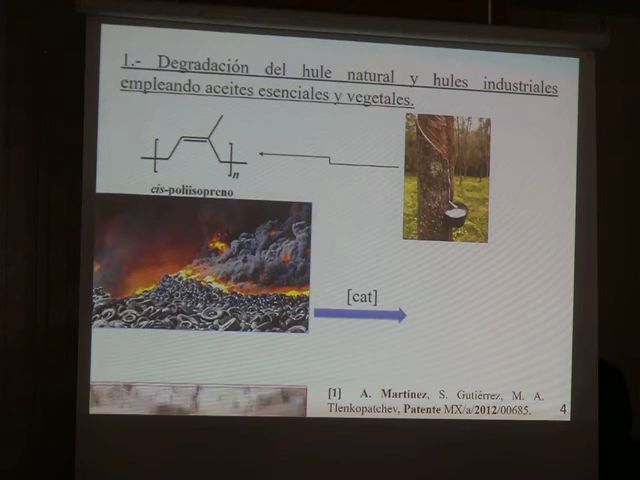 1.- Degradación del hule natural y hules industriales
empleando aceites esenciales y vegetales.
n
cis-poliisopreno
[cat]
[1] A. Martínez, S. Gutiérrez, M. A.
Tlenkopatchev, Patente MX/a/2012/00685.
4